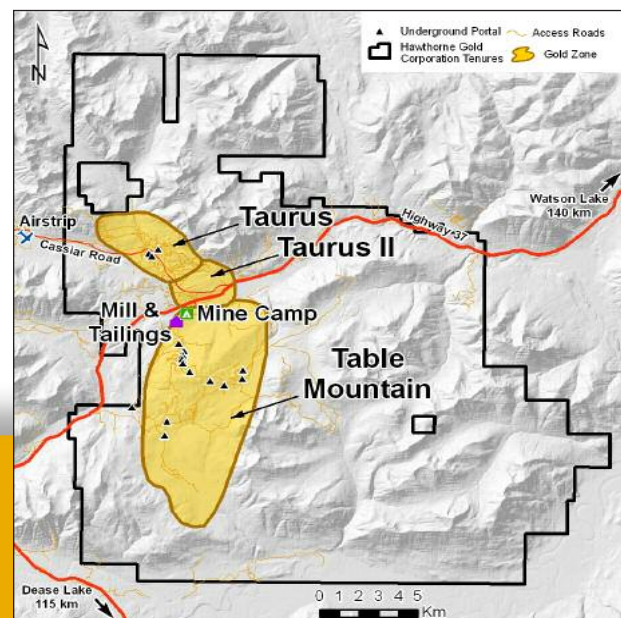 N
Underground Portal
Access Roads
Hawthorne Gold
Corporation Tenures
Gold Zone
Watson Lake
140 km
Airstrip
Taurus
Highway 37
Cassiar Road
Taurus II
Mill &
Tailings
Mine Camp
Table
Mountain
Dease Lake
115 km
0 1 2 3 4 5
Km